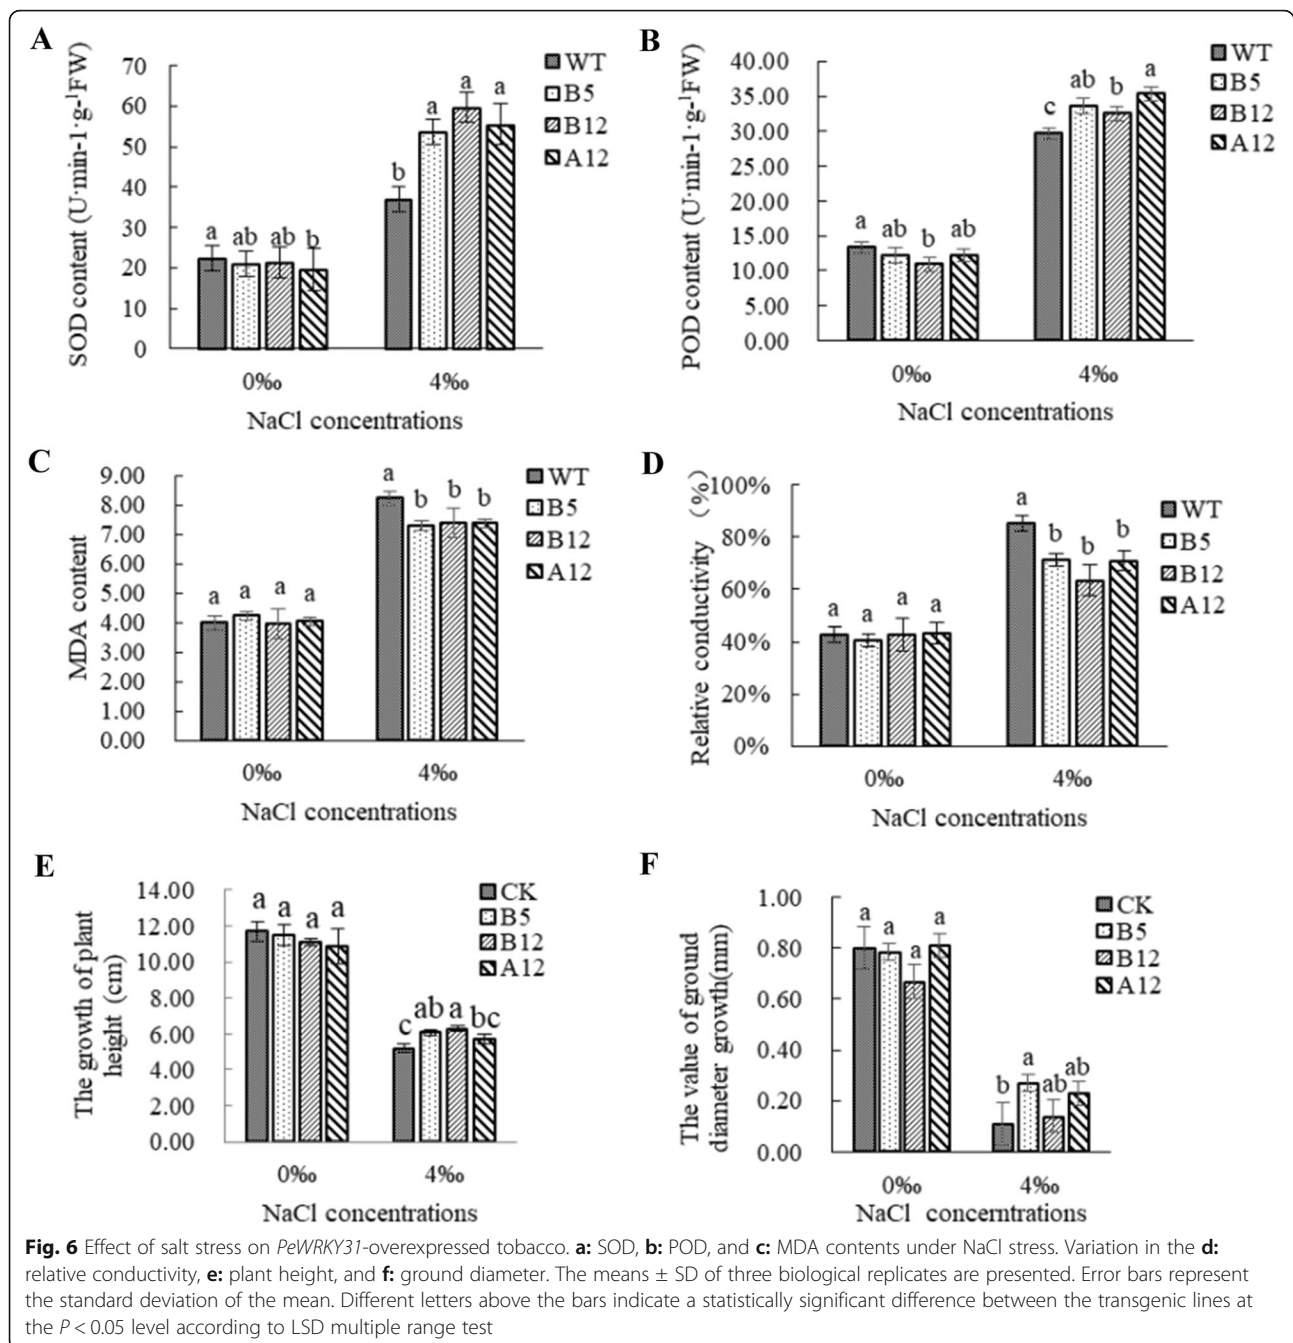 A
SOD content (U·min-1·g-¹FW)
70
60
50
40
30
20
10
0
a
ab
ab
b
b
a
a
a
WT
B5
B12
A12
0‰
4‰
NaCl concentrations
B
POD content (U·min-1·g-¹FW)
40.00
35.00
30.00
25.00
20.00
15.00
10.00
5.00
0.00
a
ab
b
ab
c
ab
b
a
WT
B5
B12
A12
0‰
4‰
NaCl concentrations
C
MDA content
9.00
8.00
7.00
6.00
5.00
4.00
3.00
2.00
1.00
0.00
a
a
a
a
a
b
b
b
WT
B5
B12
A12
0‰
4‰
NaCl concentrations
D
Relative conductivity (%)
100%
80%
60%
40%
20%
0%
a
a
a
a
a
b
b
b
WT
B5
B12
A12
0‰
4‰
NaCl concentrations
E
The growth of plant
height (cm)
14.00
12.00
10.00
8.00
6.00
4.00
2.00
0.00
a
a
a
a
c
ab
a
bc
CK
B5
B12
A12
0‰
4‰
NaCl concentrations
F
The value of ground
diameter growth(mm)
1.00
0.80
0.60
0.40
0.20
0.00
a
a
a
a
b
a
ab
ab
CK
B5
B12
A12
0‰
4‰
NaCl concerntrations
Fig. 6 Effect of salt stress on PeWRKY31-overexpressed tobacco. a: SOD, b: POD, and c: MDA contents under NaCl stress. Variation in the d:
relative conductivity, e: plant height, and f: ground diameter. The means ± SD of three biological replicates are presented. Error bars represent
the standard deviation of the mean. Different letters above the bars indicate a statistically significant difference between the transgenic lines at
the P < 0.05 level according to LSD multiple range test